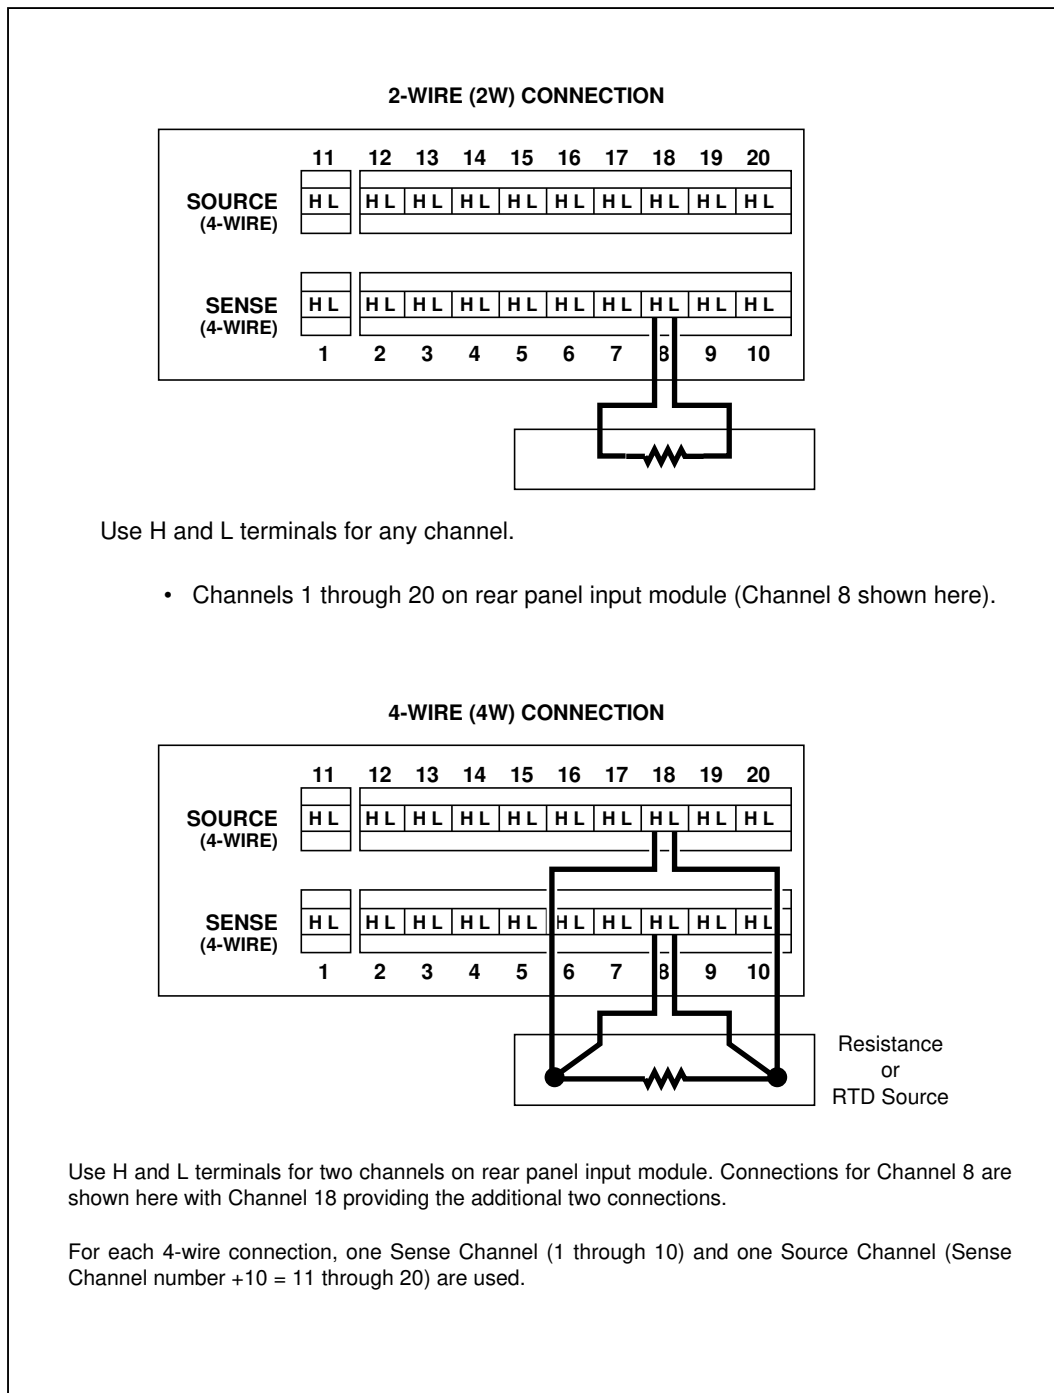 2-WIRE (2W) CONNECTION
11 12 13 14 15 16 17 18 19 20
SOURCE
(4-WIRE)
H L H L H L H L H L H L H L H L H L H L
SENSE
(4-WIRE)
H L H L H L H L H L H L H L H L H L H L
1 2 3 4 5 6 7 8 9 10
Use H and L terminals for any channel.
• Channels 1 through 20 on rear panel input module (Channel 8 shown here).
4-WIRE (4W) CONNECTION
11 12 13 14 15 16 17 18 19 20
SOURCE
(4-WIRE)
H L H L H L H L H L H L H L H L H L H L
SENSE
(4-WIRE)
H L H L H L H L H L H L H L H L H L H L
1 2 3 4 5 6 7 8 9 10
Resistance
or
RTD Source
Use H and L terminals for two channels on rear panel input module. Connections for Channel 8 are
shown here with Channel 18 providing the additional two connections.
For each 4-wire connection, one Sense Channel (1 through 10) and one Source Channel (Sense
Channel number +10 = 11 through 20) are used.